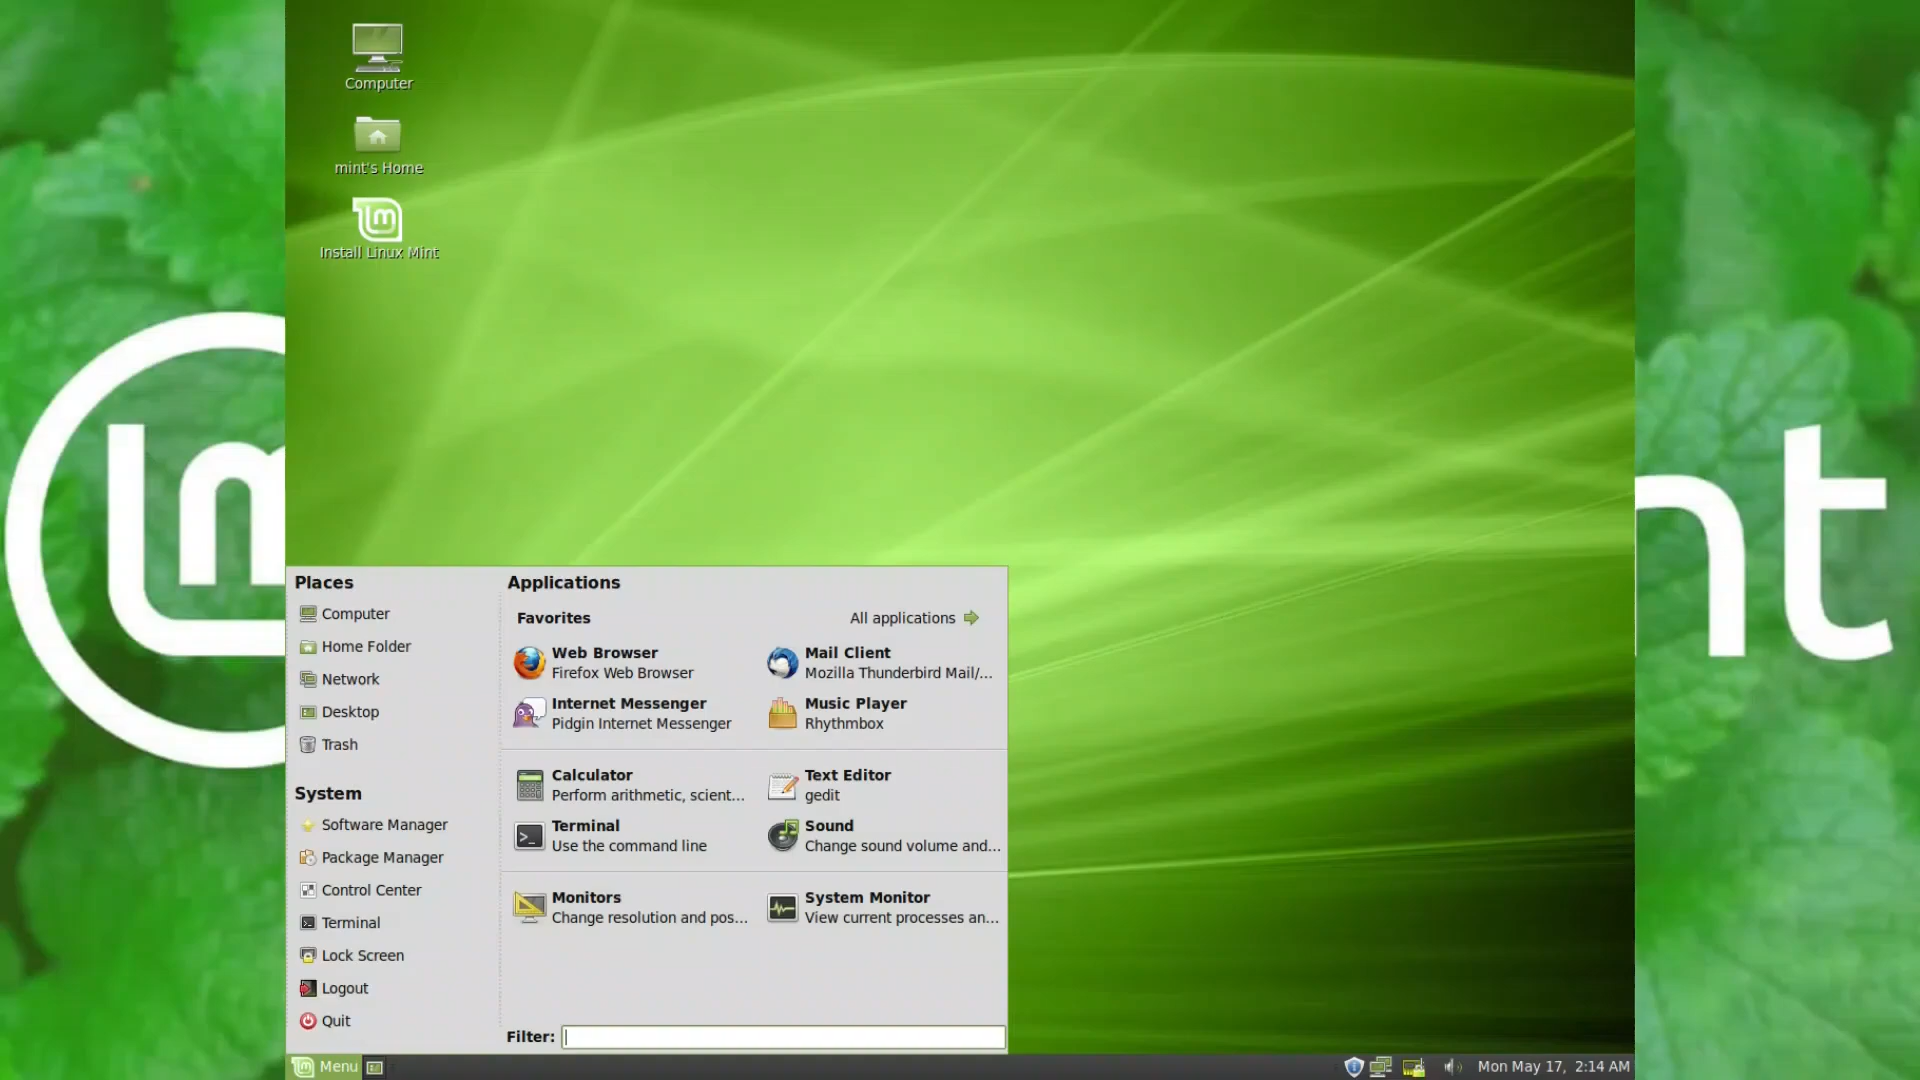 Computer
mint's Home
Install Linux Mint
Places
Computer
Home Folder
Network
Desktop
Trash
System
Software Manager
Package Manager
Control Center
Terminal
Lock Screen
Logout
Quit
Applications
Favorites
All applications
Web Browser
Firefox Web Browser
Mail Client
Mozilla Thunderbird Mail/...
Internet Messenger
Pidgin Internet Messenger
Music Player
Rhythmbox
Calculator
Perform arithmetic, scient...
Text Editor
gedit
Terminal
Use the command line
Sound
Change sound volume and...
Monitors
Change resolution and pos...
System Monitor
View current processes an...
Filter:
Menu
Mon May 17, 2:14 AM
nt